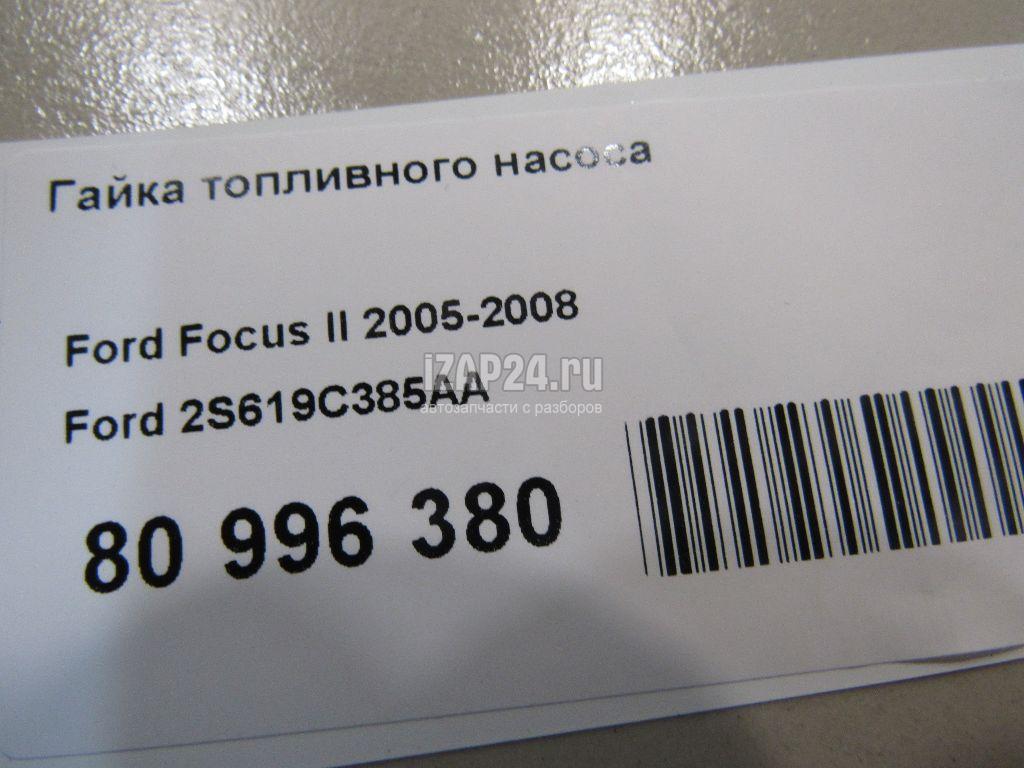 Гайка топливного насоса
Ford Focus II 2005-2008
iZAP24.ru
Ford 2S619C385AA
автозапчасти с разборов
80 996 380